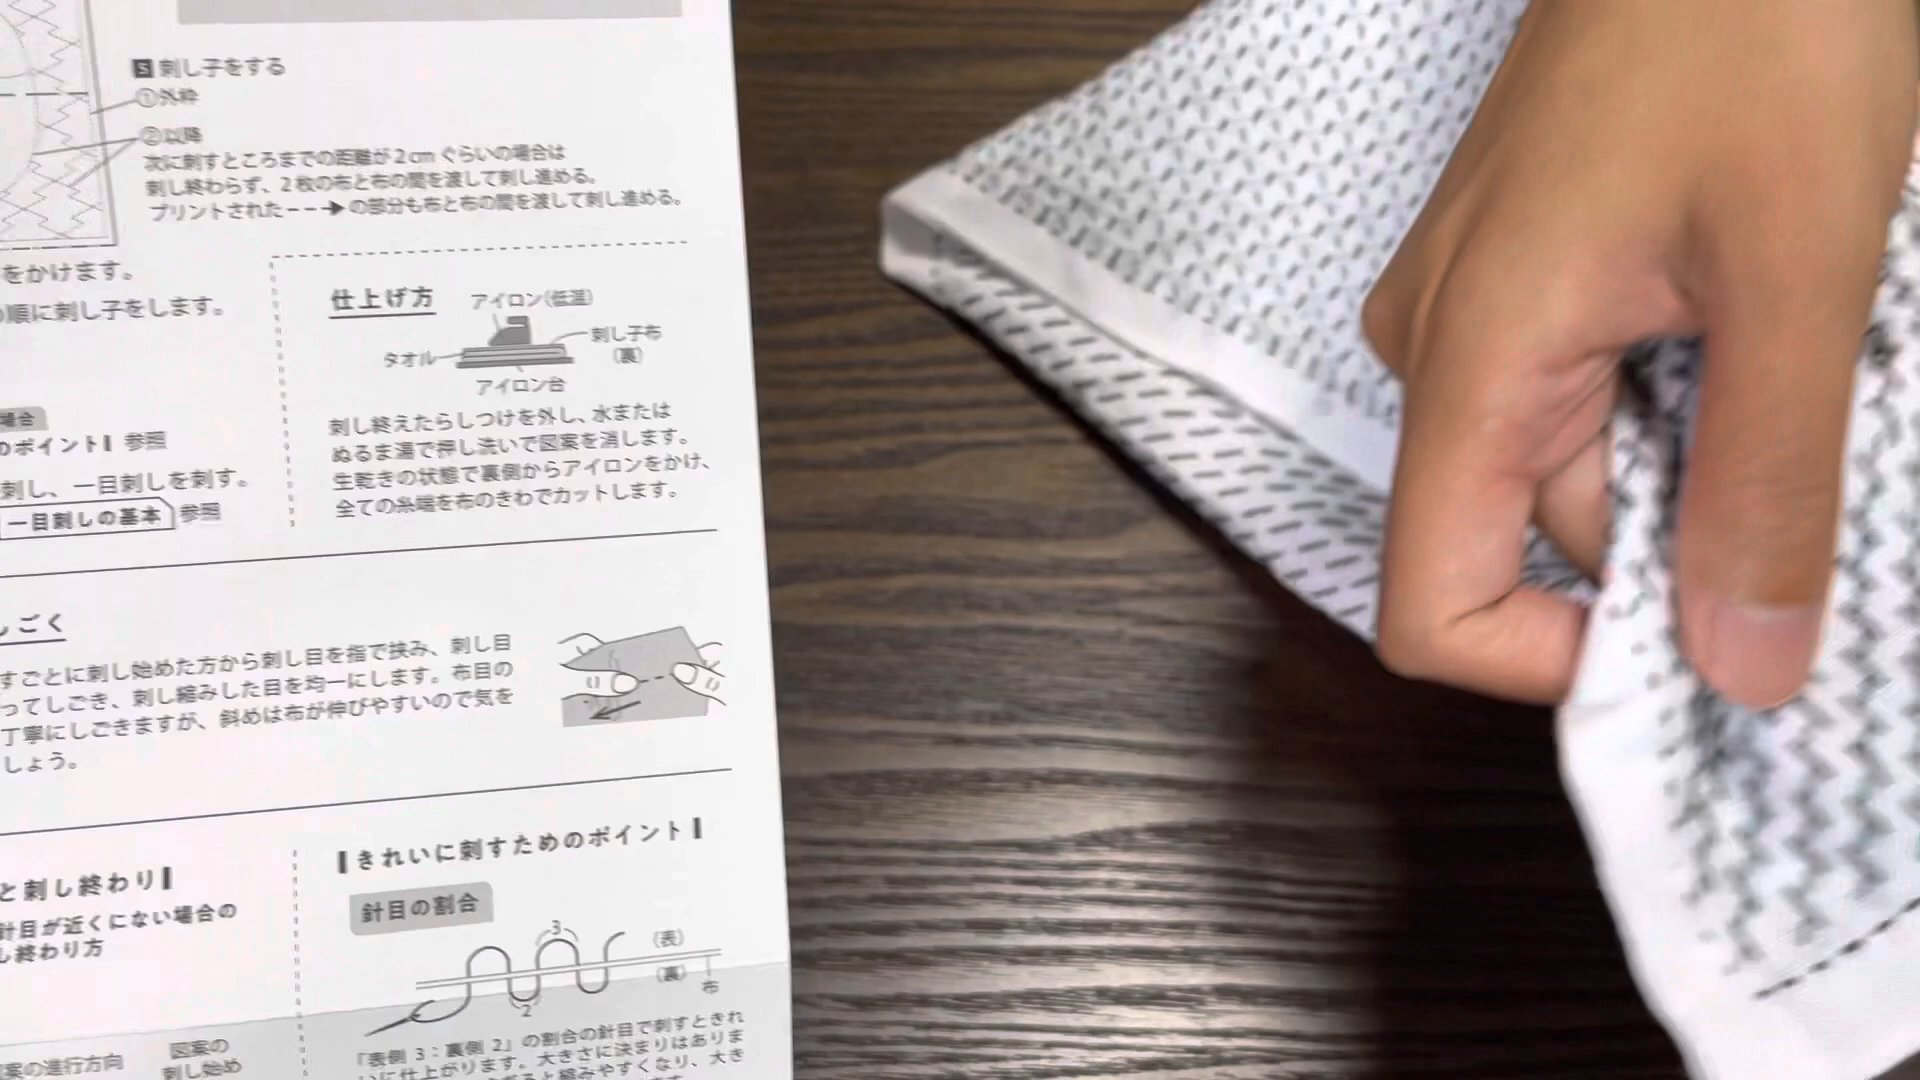 5 刺し子をする
①外枠
②以降
次に刺すところまでの距離が2cmぐらいの場合は
刺し終わらず、2枚の布と布の間を渡して刺し進める。
プリントされた---➔の部分も布と布の間を渡して刺し進める。
をかけます。
順に刺し子をします。
場合
のポイント 参照
刺し、一目刺しを刺す。
一目刺しの基本 参照
仕上げ方
アイロン(低温)
刺し子布
(裏)
タオル
アイロン台
刺し終えたらしつけを外し、水または
ぬるま湯で押し洗いで図案を消します。
生乾きの状態で裏側からアイロンをかけ、
全ての糸端を布のきわでカットします。
しごく
すごとに刺し始めた方から刺し目を指で挟み、刺し目
ってしごき、刺し縮みした目を均一にします。布目の
丁寧にしごきますが、斜めは布が伸びやすいので気を
しょう。
と刺し終わり
針目が近くにない場合の
し終わり方
案の進行方向
図案の
刺し始め
きれいに刺すためのポイント
針目の割合
3
(表)
(裏)
布
2
「表側 3:裏側 2」の割合の針目で刺すときれ
いに仕上がります。大きさに決まりはありま
と縮みやすくなり、大き